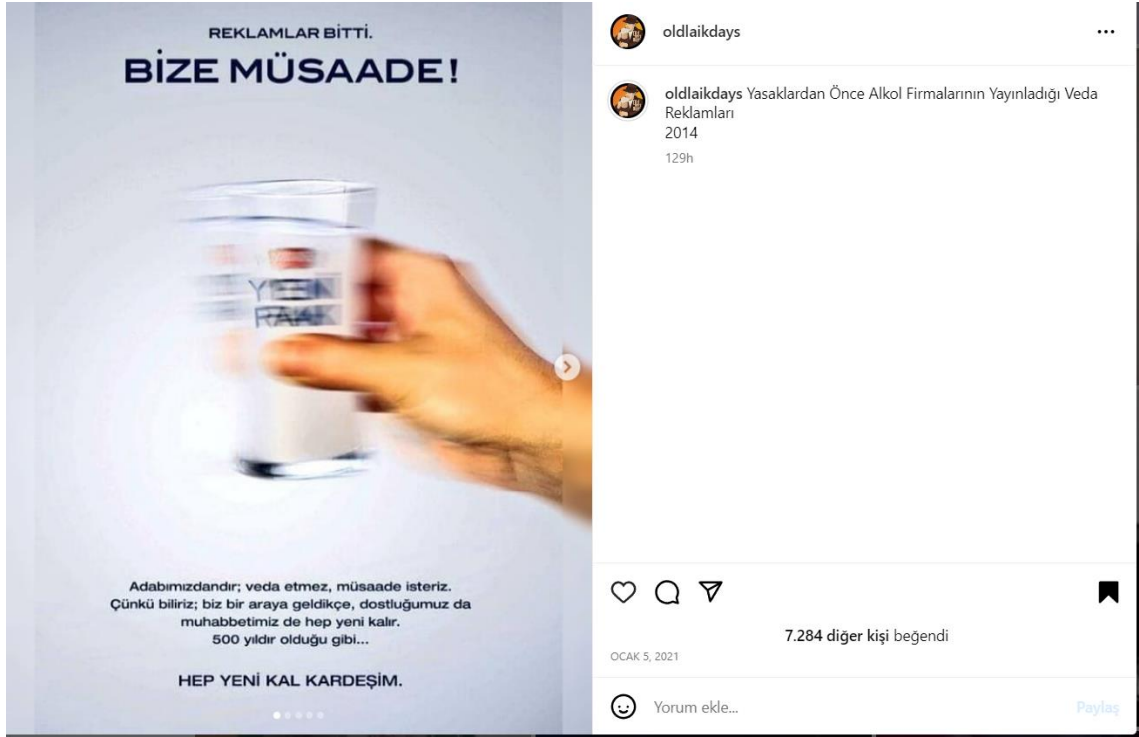 REKLAMLAR BİTTİ.
BİZE MÜSAADE!
YENİ
RAKI
Adabımızdandır; veda etmez, müsaade isteriz.
Çünkü biliriz; biz bir araya geldikçe, dostluğumuz da
muhabbetimiz de hep yeni kalır.
500 yıldır olduğu gibi...
HEP YENİ KAL KARDEŞİM.
oldlaikdays
oldlaikdays Yasaklardan Önce Alkol Firmalarının Yayınladığı Veda
Reklamları
2014
129h
7.284 diğer kişi beğendi
OCAK 5, 2021
Yorum ekle...
Paylaş